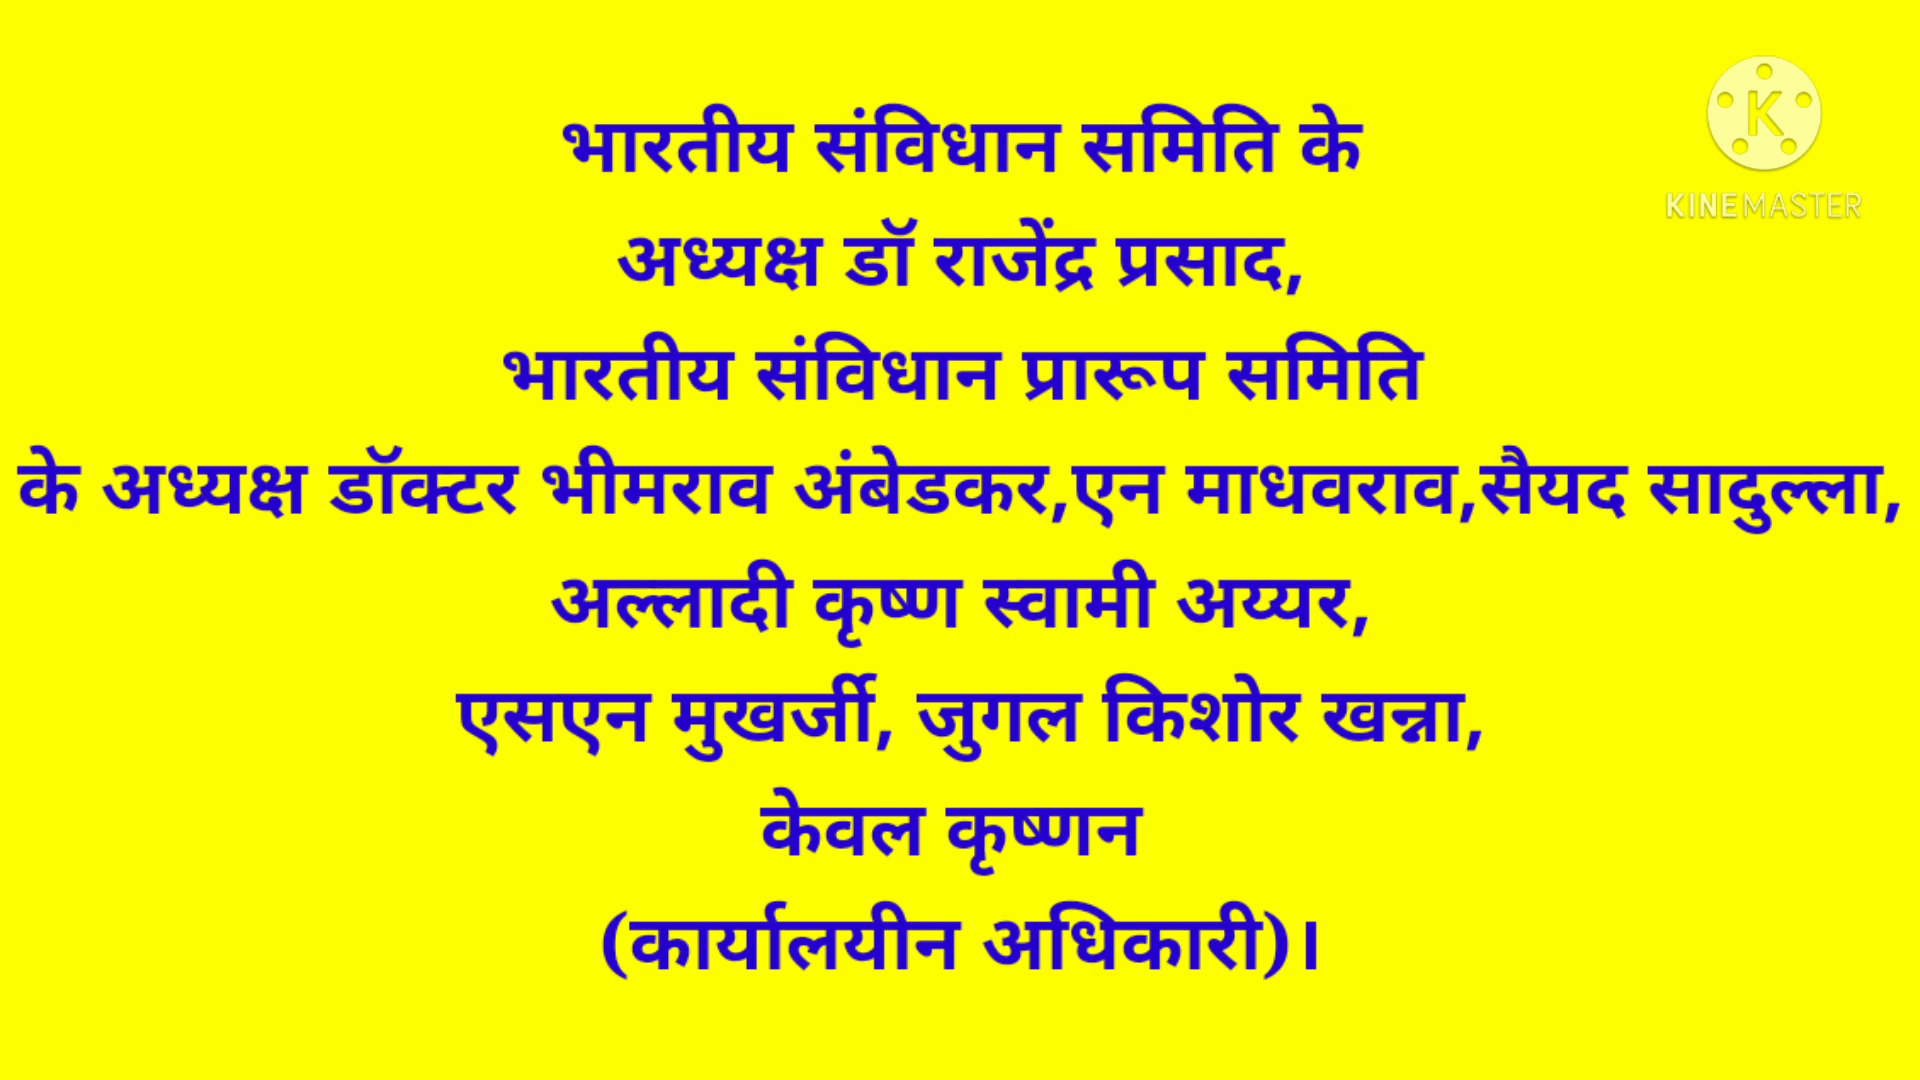 भारतीय संविधान समिति के
अध्यक्ष डॉ राजेंद्र प्रसाद,
भारतीय संविधान प्रारूप समिति
के अध्यक्ष डॉक्टर भीमराव अंबेडकर,एन माधवराव,सैयद सादुल्ला,
अल्लादी कृष्ण स्वामी अय्यर,
एसएन मुखर्जी, जुगल किशोर खन्ना,
केवल कृष्णन
(कार्यालयीन अधिकारी)।
K
KINEMASTER